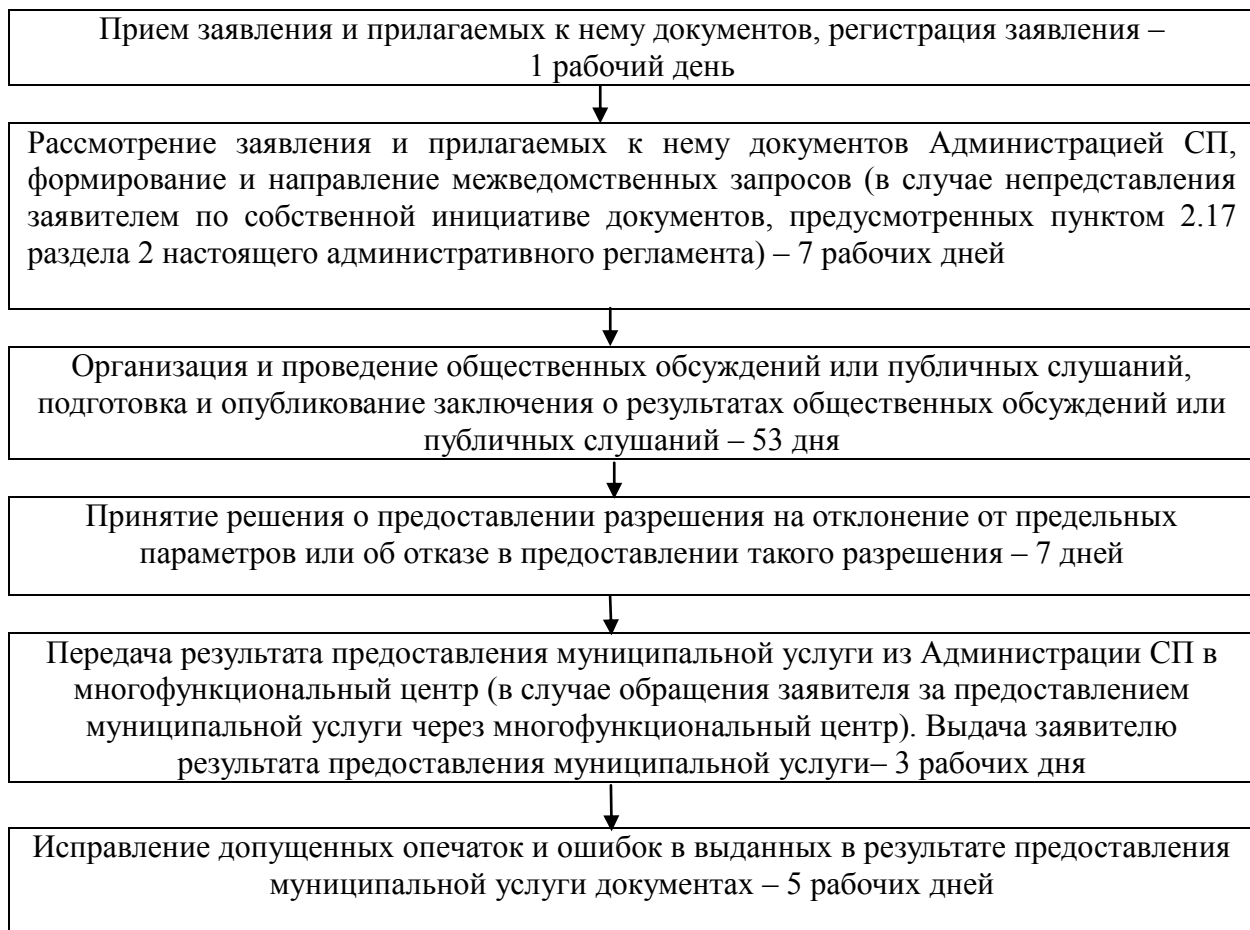 Прием заявления и прилагаемых к нему документов, регистрация заявления –
1 рабочий день
Рассмотрение заявления и прилагаемых к нему документов Администрацией СП,
формирование и направление межведомственных запросов (в случае непредставления
заявителем по собственной инициативе документов, предусмотренных пунктом 2.17
раздела 2 настоящего административного регламента) – 7 рабочих дней
Организация и проведение общественных обсуждений или публичных слушаний,
подготовка и опубликование заключения о результатах общественных обсуждений или
публичных слушаний – 53 дня
Принятие решения о предоставлении разрешения на отклонение от предельных
параметров или об отказе в предоставлении такого разрешения – 7 дней
Передача результата предоставления муниципальной услуги из Администрации СП в
многофункциональный центр (в случае обращения заявителя за предоставлением
муниципальной услуги через многофункциональный центр). Выдача заявителю
результата предоставления муниципальной услуги– 3 рабочих дня
Исправление допущенных опечаток и ошибок в выданных в результате предоставления
муниципальной услуги документах – 5 рабочих дней